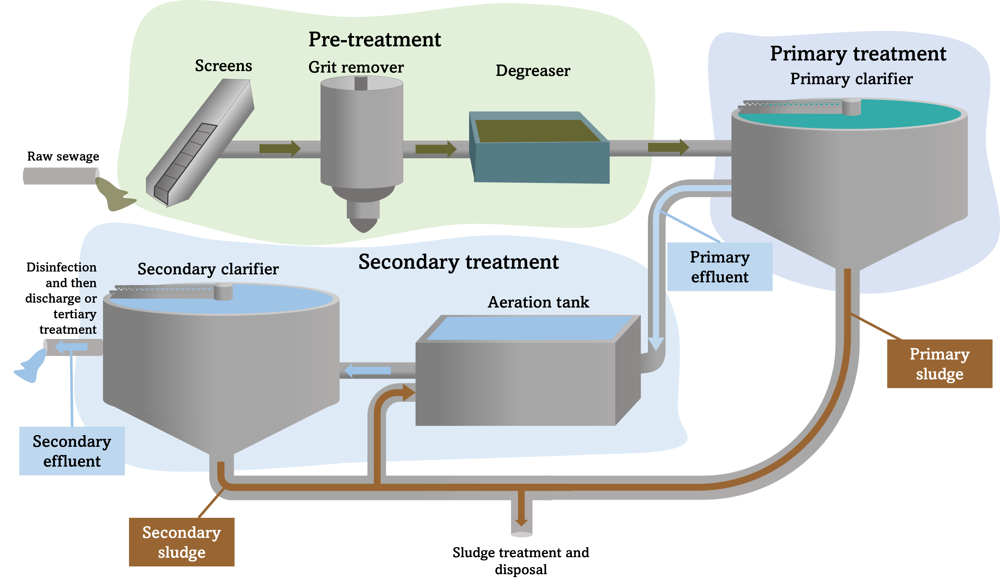 Pre-treatment
Screens
Grit remover
Degreaser
Primary treatment
Primary clarifier
Raw sewage
Primary
effluent
Secondary treatment
Secondary clarifier
Disinfection
and then
discharge or
tertiary
treatment
Aeration tank
Primary
sludge
Secondary
effluent
Secondary
sludge
Sludge treatment and
disposal